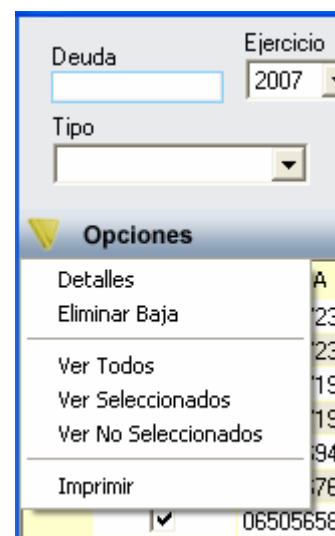 Deuda
Ejercicio
2007
Tipo
Opciones
Detalles
Eliminar Baja
Ver Todos
Ver Seleccionados
Ver No Seleccionados
Imprimir
A
06505658